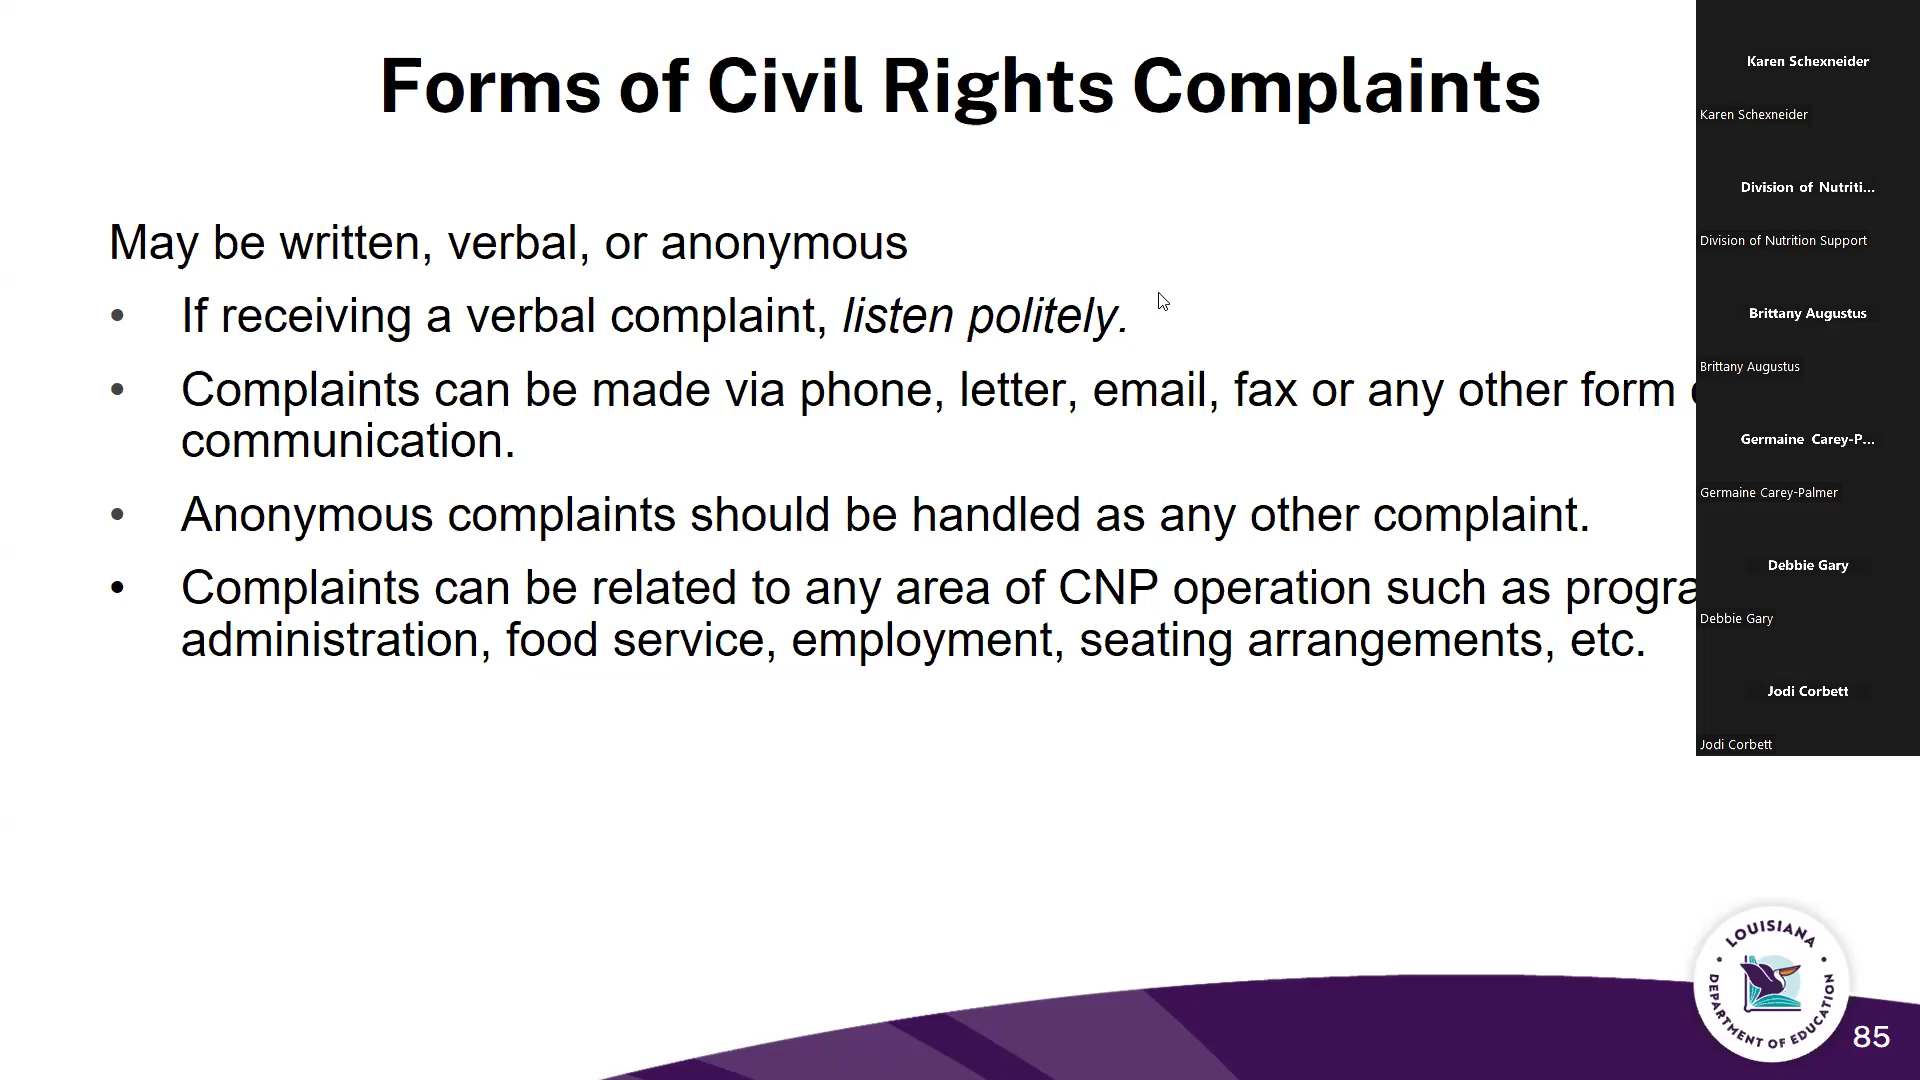 Forms of Civil Rights Complaints
May be written, verbal, or anonymous
• If receiving a verbal complaint, listen politely.
• Complaints can be made via phone, letter, email, fax or any other form
communication.
• Anonymous complaints should be handled as any other complaint.
• Complaints can be related to any area of CNP operation such as progra
administration, food service, employment, seating arrangements, etc.
Karen Schexneider
Karen Schexneider
Division of Nutriti...
Division of Nutrition Support
Brittany Augustus
Brittany Augustus
Germaine Carey-P...
Germaine Carey-Palmer
Debbie Gary
Debbie Gary
Jodi Corbett
Jodi Corbett
LOUISIANA
DEPARTMENT OF EDUCATION
85